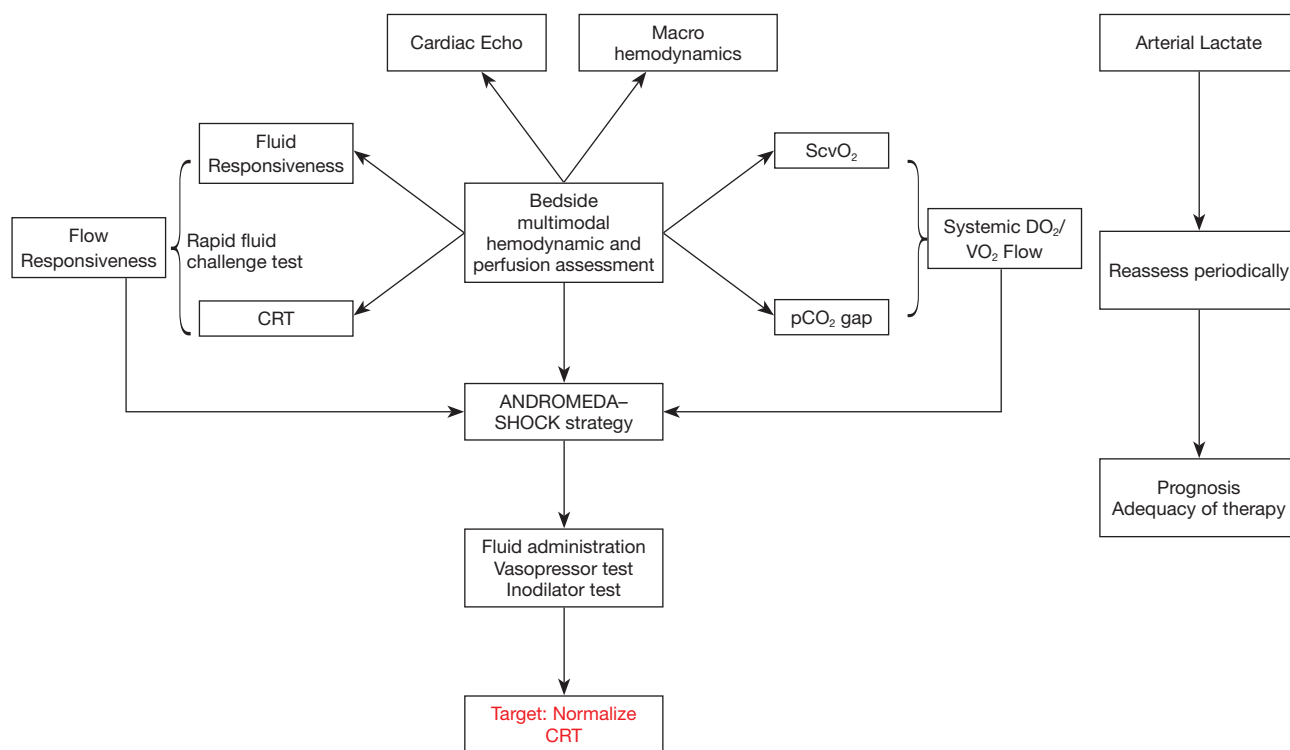 Cardiac Echo
Macro
hemodynamics
Arterial Lactate
Fluid
Responsiveness
ScvO₂
Bedside
multimodal
hemodynamic and
perfusion assessment
Flow
Responsiveness
Rapid fluid
challenge test
Systemic DO₂/
VO₂ Flow
Reassess periodically
CRT
pCO₂ gap
ANDROMEDA–
SHOCK strategy
Prognosis
Adequacy of therapy
Fluid administration
Vasopressor test
Inodilator test
Target: Normalize
CRT